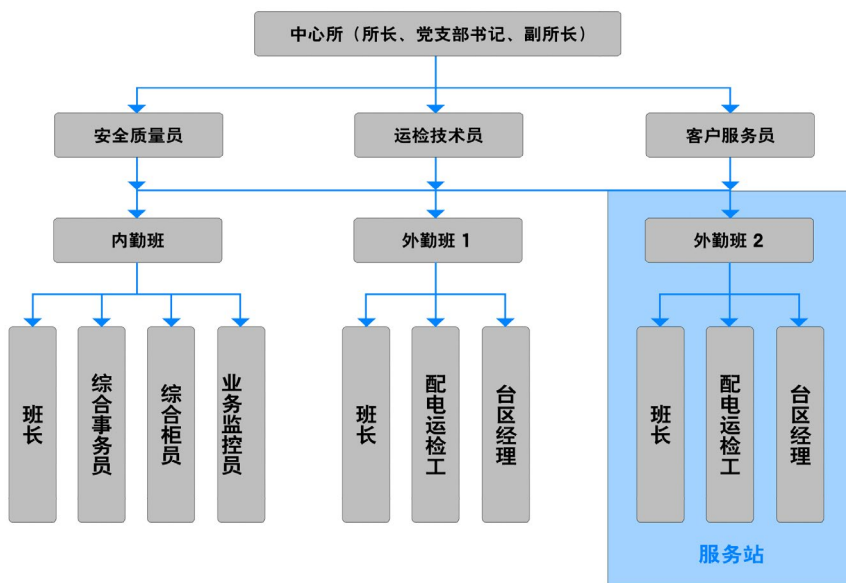 中心所（所长、党支部书记、副所长）
安全质量员
运检技术员
客户服务员
内勤班
外勤班 1
外勤班 2
班长
综合事务员
综合柜员
业务监控员
班长
配电运检工
台区经理
班长
配电运检工
台区经理
服务站